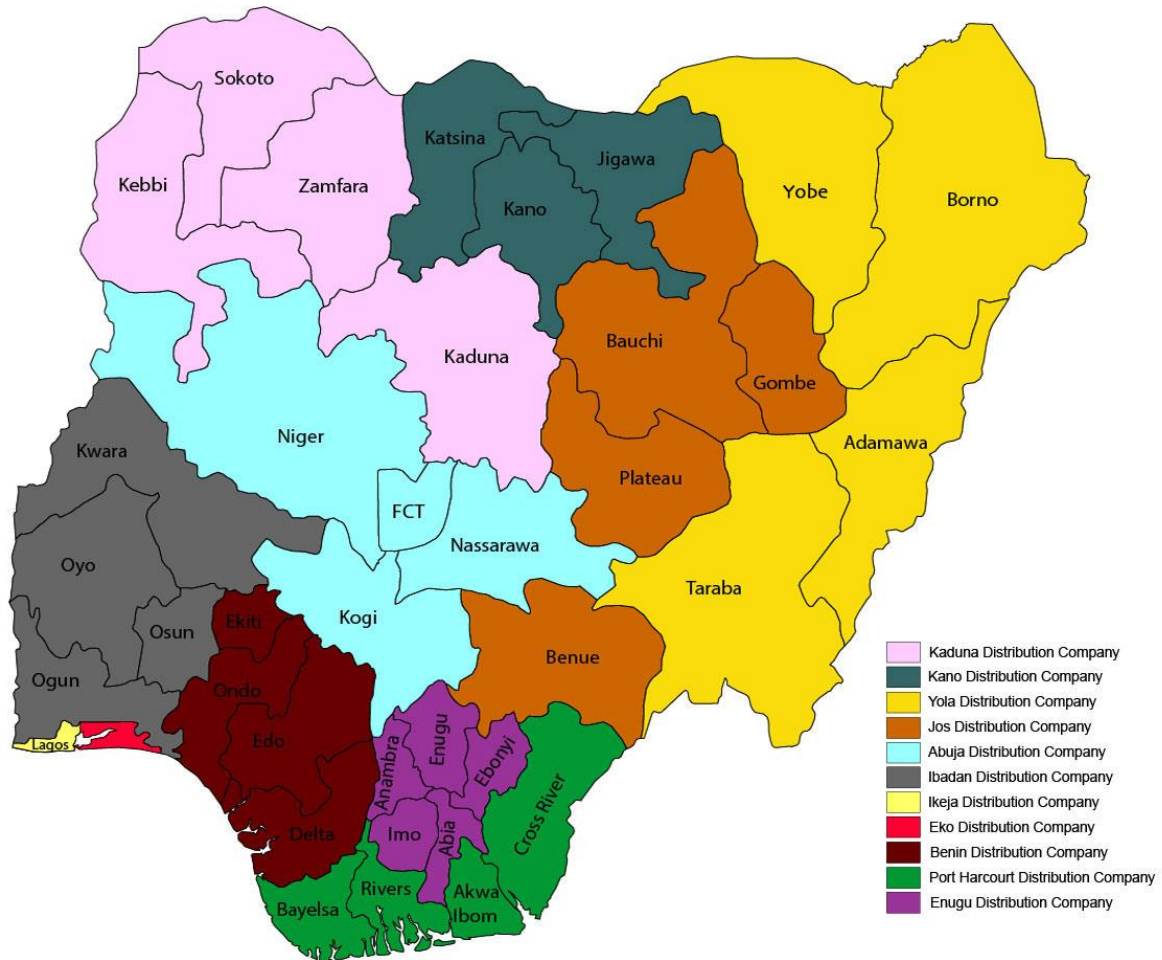 Sokoto
Katsina
Jigawa
Kebbi
Zamfara
Kano
Yobe
Borno
Bauchi
Kaduna
Gombe
Niger
Kwara
Adamawa
Plateau
FCT
Nassarawa
Oyo
Taraba
Kogi
Ekiti
Osun
Benue
Ogun
Ondo
Lagos
Edo
Enugu
Ebonyi
Anambra
Cross River
Delta
Imo
Abia
Rivers
Akwa
Ibom
Bayelsa
Kaduna Distribution Company
Kano Distribution Company
Yola Distribution Company
Jos Distribution Company
Abuja Distribution Company
Ibadan Distribution Company
Ikeja Distribution Company
Eko Distribution Company
Benin Distribution Company
Port Harcourt Distribution Company
Enugu Distribution Company